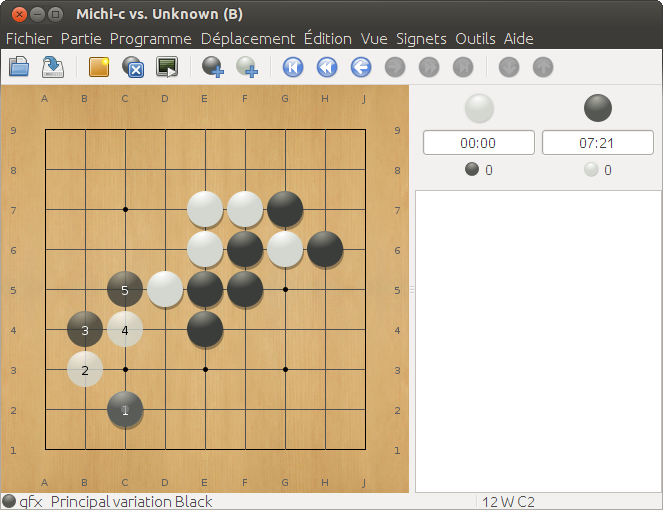 Michi-c vs. Unknown (B)
Fichier Partie Programme Déplacement Édition Vue Signets Outils Aide
A B C D E F G H J
00:00 07:21
0 0
9 9
8 8
7 7
6 6
5 5 5
4 3 4 4
3 2 3
2 1 2
1 1
A B C D E F G H J
gfx Principal variation Black 12 W C2